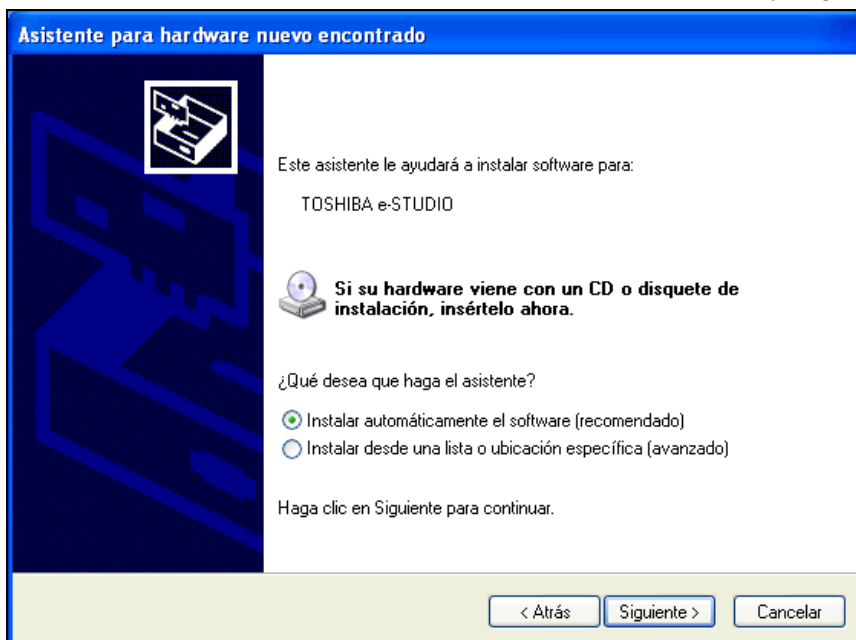 Asistente para hardware nuevo encontrado
Este asistente le ayudará a instalar software para:
TOSHIBA e-STUDIO
Si su hardware viene con un CD o disquete de
instalación, insértelo ahora.
¿Qué desea que haga el asistente?
Instalar automáticamente el software (recomendado)
Instalar desde una lista o ubicación específica (avanzado)
Haga clic en Siguiente para continuar.
< Atrás
Siguiente >
Cancelar